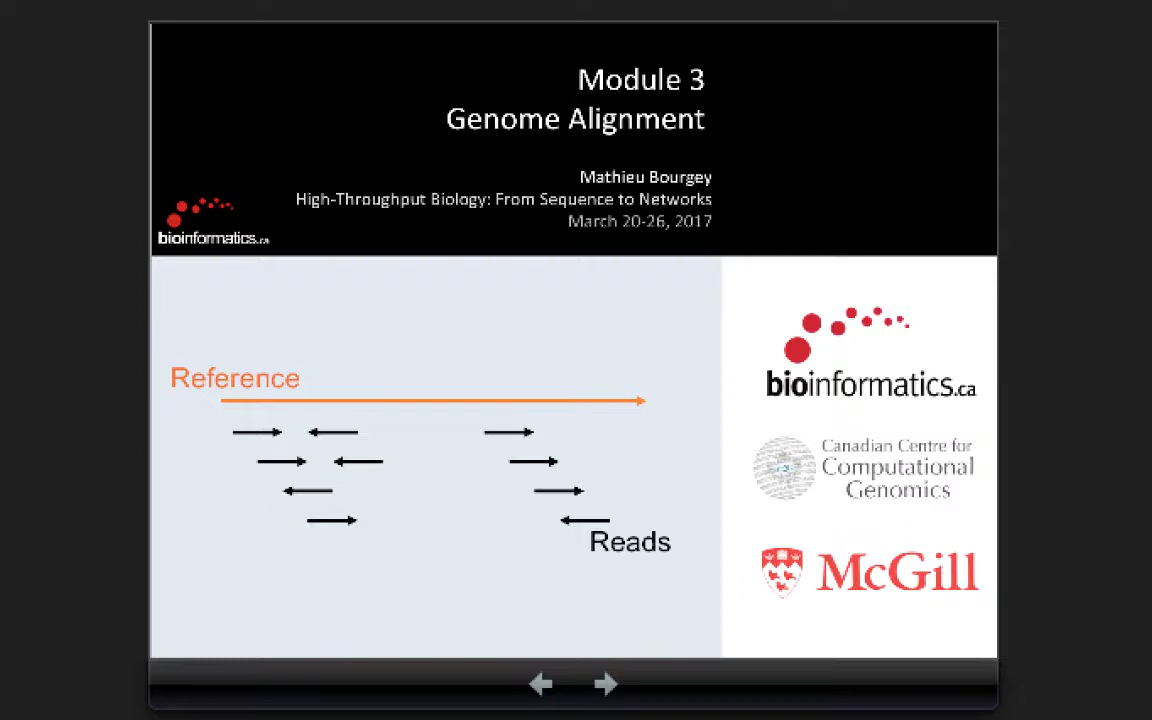 Module 3
Genome Alignment
Mathieu Bourgey
High-Throughput Biology: From Sequence to Networks
March 20-26, 2017
bioinformatics.ca
Reference
Reads
bioinformatics.ca
Canadian Centre for
Computational
Genomics
McGill